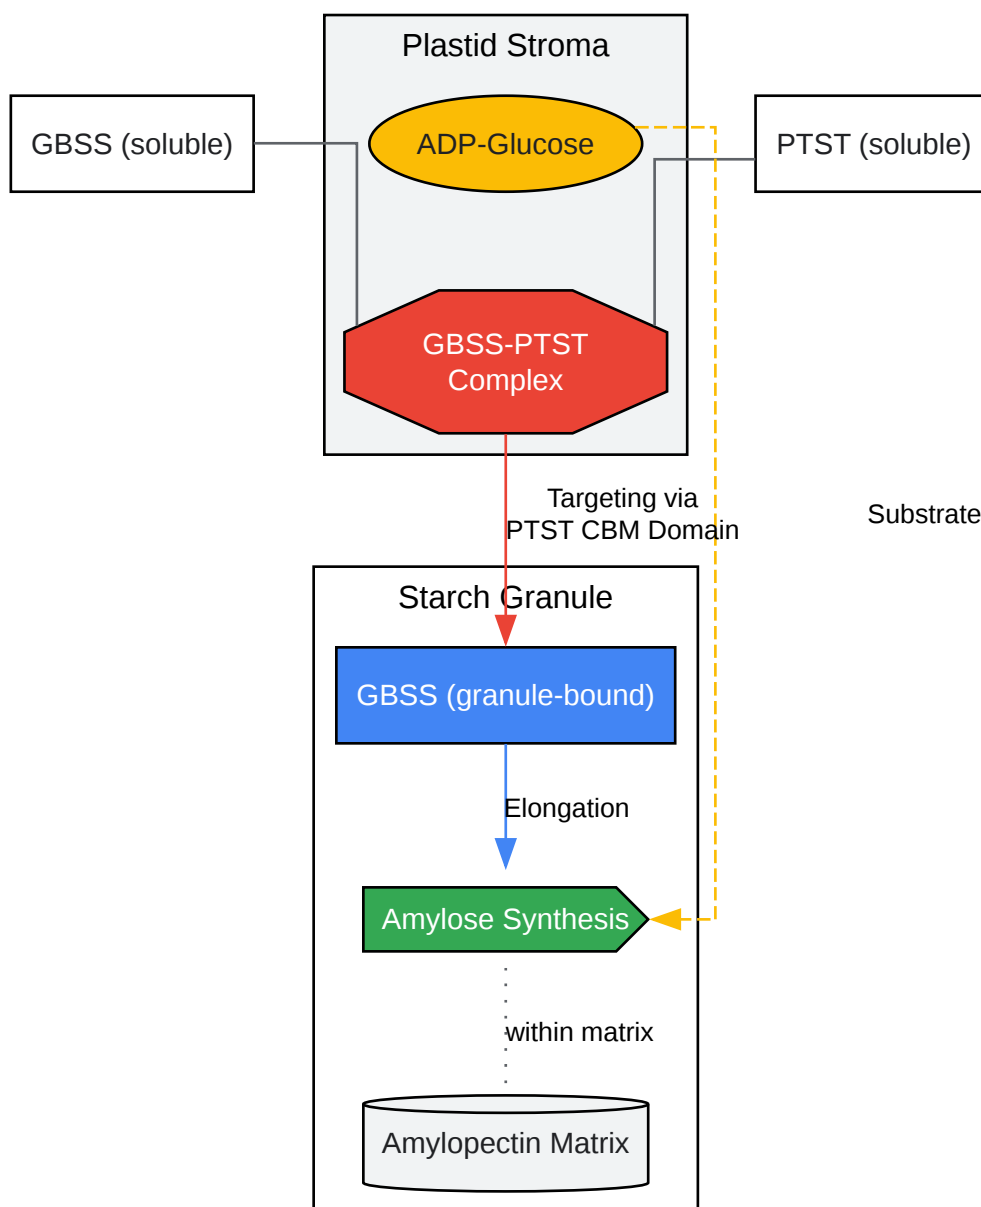 Plastid Stroma
GBSS (soluble)
ADP-Glucose
PTST (soluble)
GBSS-PTST
Complex
Targeting via
PTST CBM Domain
Substrate
Starch Granule
GBSS (granule-bound)
Elongation
Amylose Synthesis
within matrix
Amylopectin Matrix